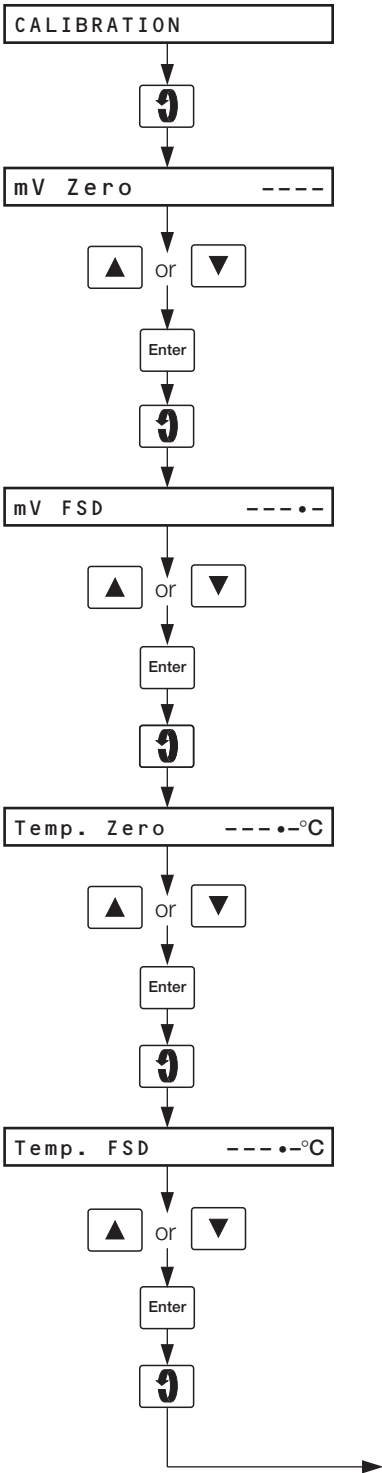 CALIBRATION
mV Zero ----
or
Enter
mV FSD ---•-
or
Enter
Temp. Zero ---•-°C
or
Enter
Temp. FSD ---•-°C
or
Enter